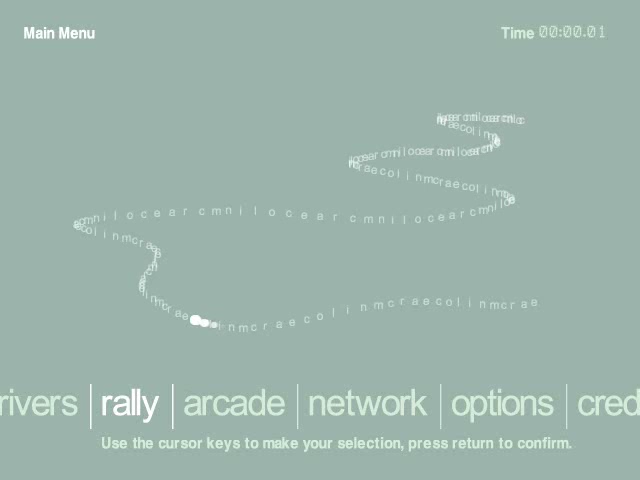 Main Menu
Time 00:00.01
rivers rally arcade network options cred
Use the cursor keys to make your selection, press return to confirm.